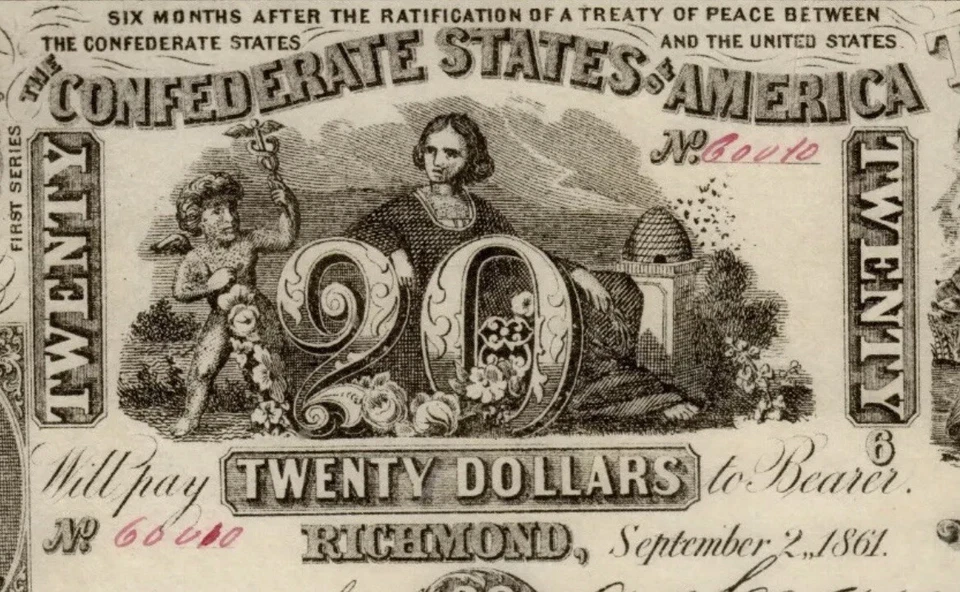 SIX MONTHS AFTER THE RATIFICATION OF A TREATY OF PEACE BETWEEN
THE CONFEDERATE STATES AND THE UNITED STATES.
THE CONFEDERATE STATES OF AMERICA
No. 60010
FIRST SERIES
TWENTY
20
TWENTY
6
Will pay TWENTY DOLLARS to Bearer.
No. 60010
RICHMOND, September 2, 1861.